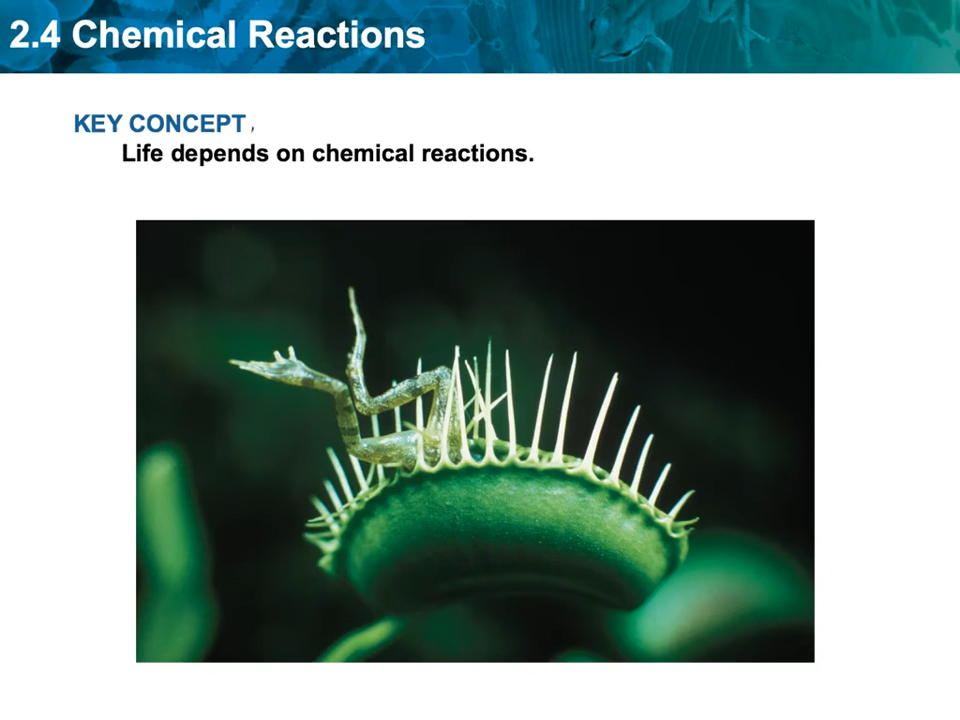 2.4 Chemical Reactions
KEY CONCEPT
Life depends on chemical reactions.